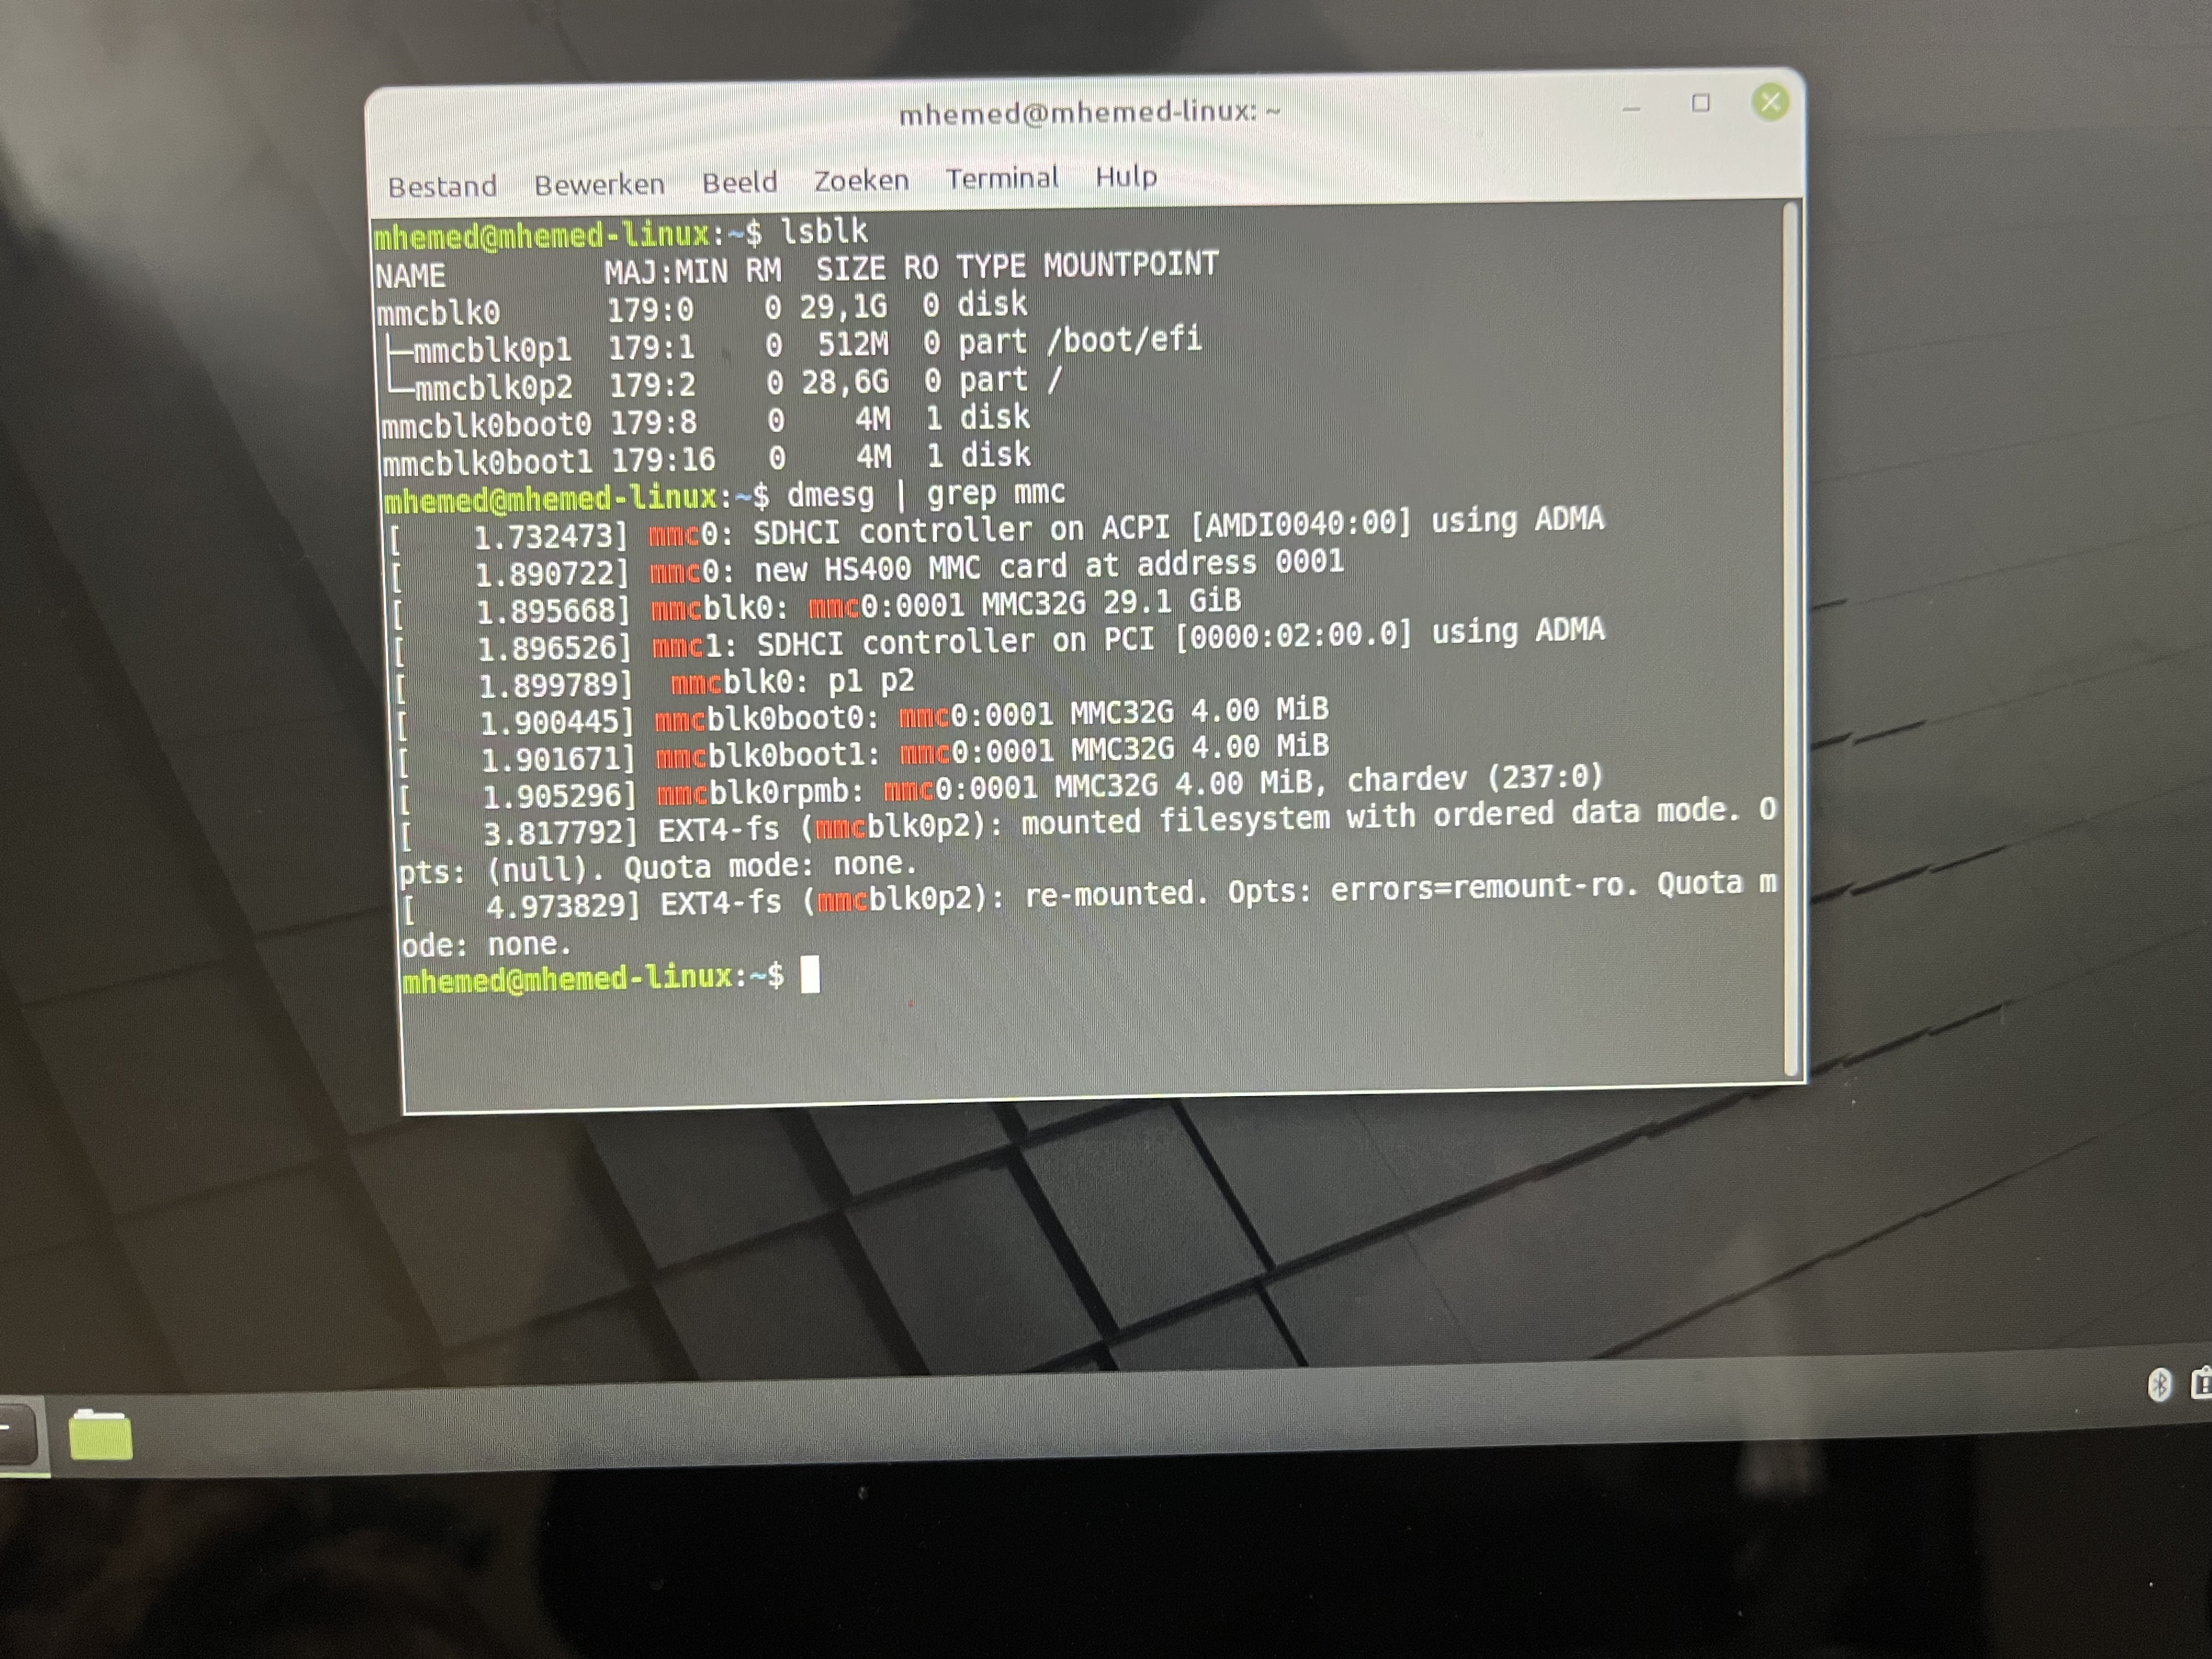 mhemed@mhemed-linux: ~
Bestand Bewerken Beeld Zoeken Terminal Hulp
mhemed@mhemed-linux:~$ lsblk
NAME MAJ:MIN RM SIZE RO TYPE MOUNTPOINT
mmcblk0 179:0 0 29,1G 0 disk
├─mmcblk0p1 179:1 0 512M 0 part /boot/efi
└─mmcblk0p2 179:2 0 28,6G 0 part /
mmcblk0boot0 179:8 0 4M 1 disk
mmcblk0boot1 179:16 0 4M 1 disk
mhemed@mhemed-linux:~$ dmesg | grep mmc
[ 1.732473] mmc0: SDHCI controller on ACPI [AMDI0040:00] using ADMA
[ 1.890722] mmc0: new HS400 MMC card at address 0001
[ 1.895668] mmcblk0: mmc0:0001 MMC32G 29.1 GiB
[ 1.896526] mmc1: SDHCI controller on PCI [0000:02:00.0] using ADMA
[ 1.899789] mmcblk0: p1 p2
[ 1.900445] mmcblk0boot0: mmc0:0001 MMC32G 4.00 MiB
[ 1.901671] mmcblk0boot1: mmc0:0001 MMC32G 4.00 MiB
[ 1.905296] mmcblk0rpmb: mmc0:0001 MMC32G 4.00 MiB, chardev (237:0)
[ 3.817792] EXT4-fs (mmcblk0p2): mounted filesystem with ordered data mode. O
pts: (null). Quota mode: none.
[ 4.973829] EXT4-fs (mmcblk0p2): re-mounted. Opts: errors=remount-ro. Quota m
ode: none.
mhemed@mhemed-linux:~$